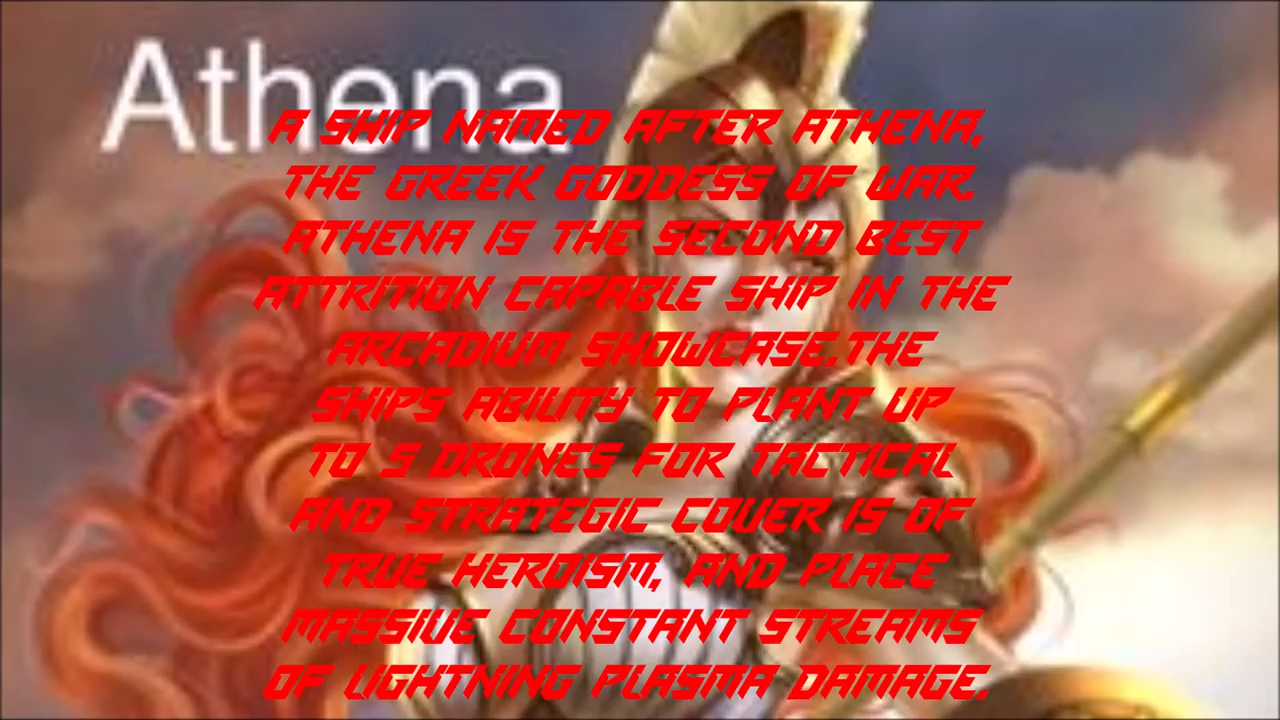 Athena
A SHIP NAMED AFTER ATHENA,
THE GREEK GODDESS OF WAR.
ATHENA IS THE SECOND BEST
ATTRITION CAPABLE SHIP IN THE
ARCADIUM SHOWCASE.THE
SHIPS ABILITY TO PLANT UP
TO 5 DRONES FOR TACTICAL
AND STRATEGIC COVER IS OF
TRUE HEROISM, AND PLACE
MASSIVE CONSTANT STREAMS
OF LIGHTNING PLASMA DAMAGE.